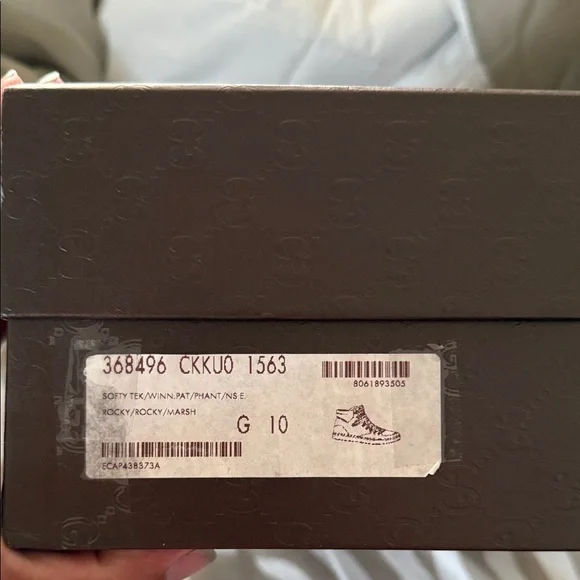 368496 CKKU0 1563
8061893505
SOFTY TEK/WINN.PAT/PHANT/NS E.
ROCKY/ROCKY/MARSH
G 10
ECAP438373A